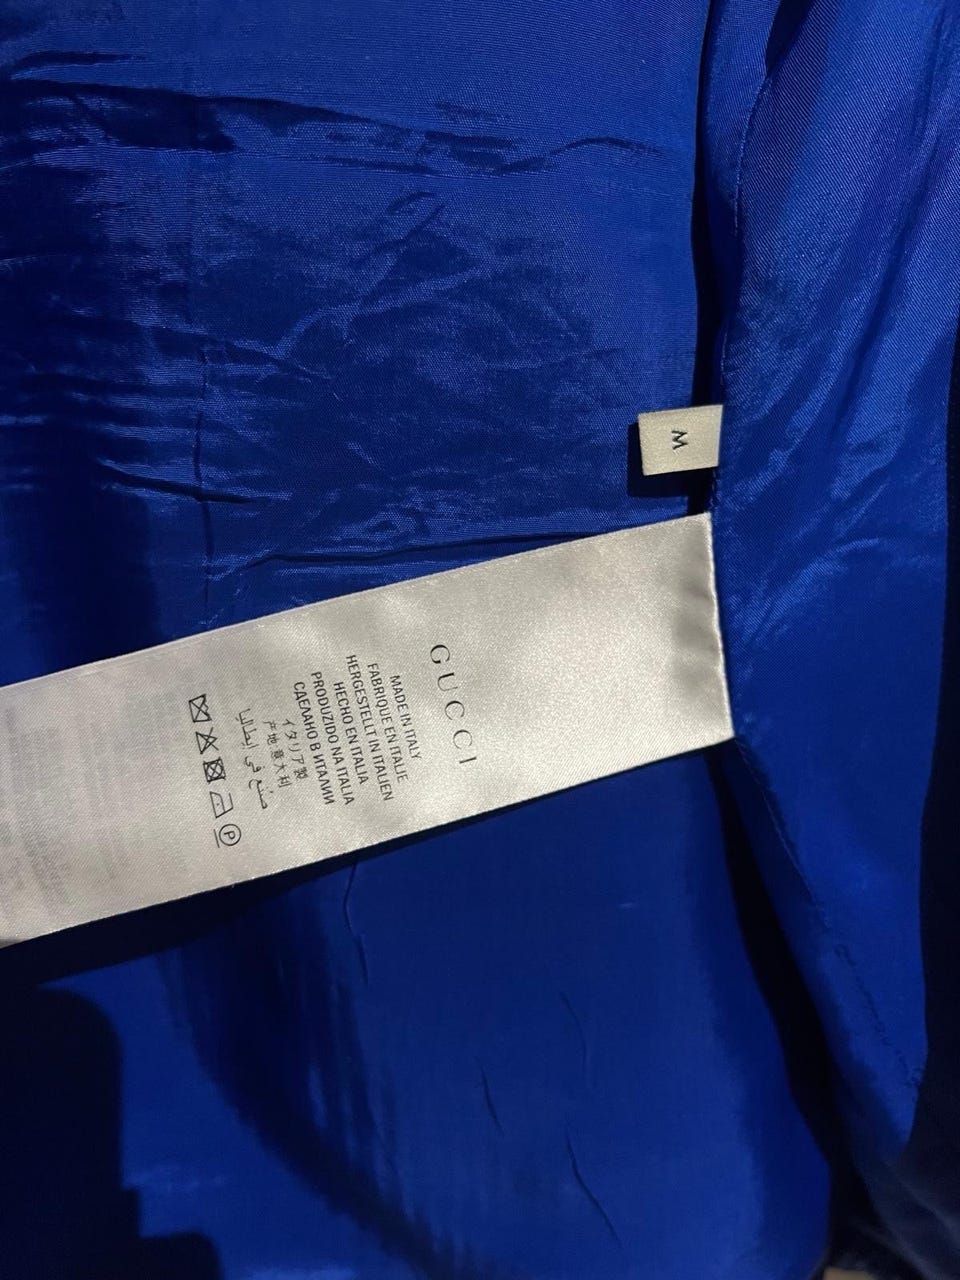 M
GUCCI
MADE IN ITALY
FABRIQUE EN ITALIE
HERGESTELLT IN ITALIEN
HECHO EN ITALIA
PRODUZIDO NA ITALIA
СДЕЛАНО В ИТАЛИИ
イタリア製
产地意大利
صنع في إيطاليا
P